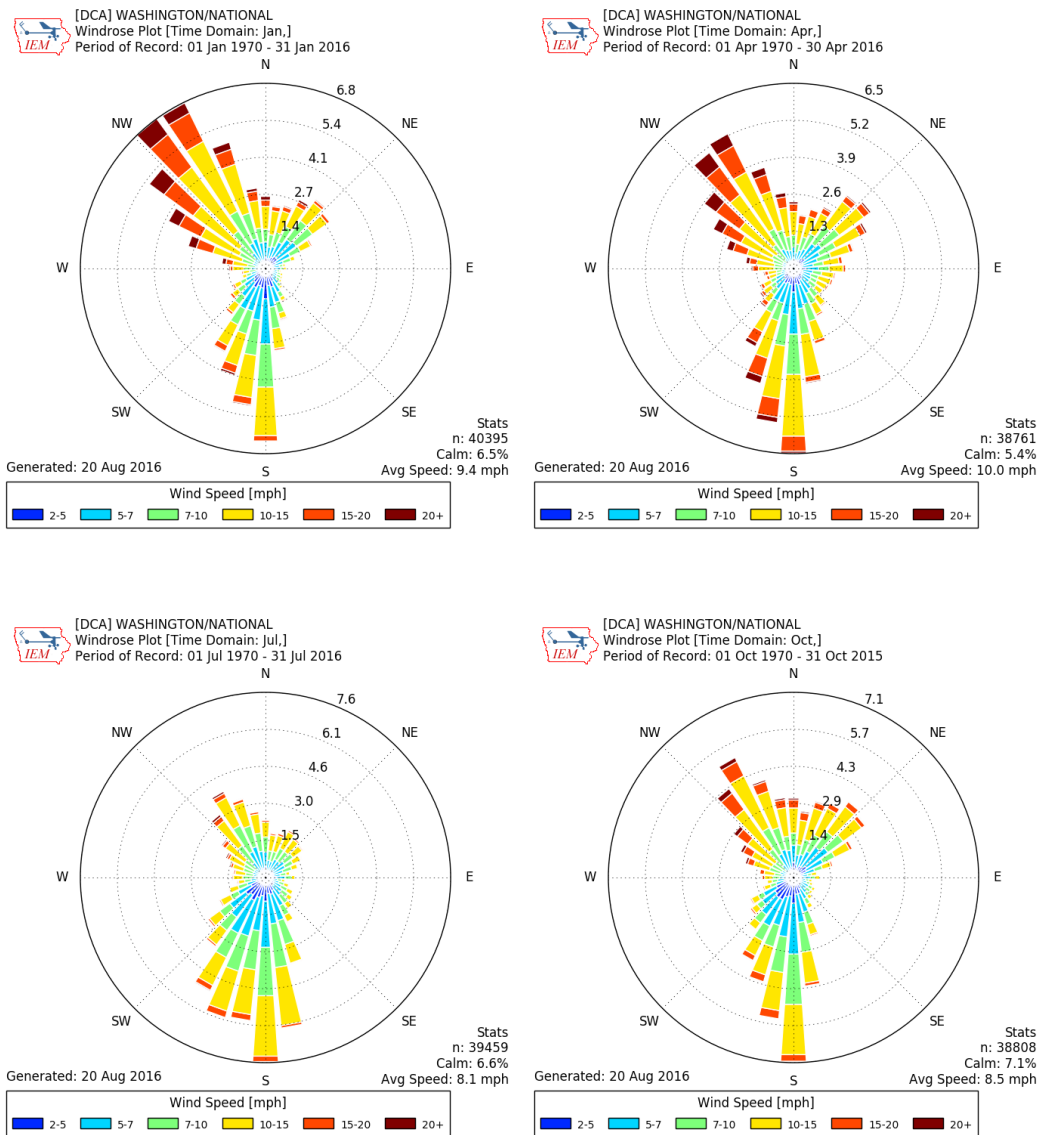 [DCA] WASHINGTON/NATIONAL
Windrose Plot [Time Domain: Jan,]
Period of Record: 01 Jan 1970 - 31 Jan 2016
IEM
N
6.8
NW
NE
5.4
4.1
2.7
1.4
W
E
SW
SE
Stats
n: 40395
Calm: 6.5%
Generated: 20 Aug 2016
S
Avg Speed: 9.4 mph
Wind Speed [mph]
2-5 5-7 7-10 10-15 15-20 20+
[DCA] WASHINGTON/NATIONAL
Windrose Plot [Time Domain: Apr,]
Period of Record: 01 Apr 1970 - 30 Apr 2016
IEM
N
6.5
NW
NE
5.2
3.9
2.6
1.3
W
E
SW
SE
Stats
n: 38761
Calm: 5.4%
Generated: 20 Aug 2016
S
Avg Speed: 10.0 mph
Wind Speed [mph]
2-5 5-7 7-10 10-15 15-20 20+
[DCA] WASHINGTON/NATIONAL
Windrose Plot [Time Domain: Jul,]
Period of Record: 01 Jul 1970 - 31 Jul 2016
IEM
N
7.6
NW
NE
6.1
4.6
3.0
1.5
W
E
SW
SE
Stats
n: 39459
Calm: 6.6%
Generated: 20 Aug 2016
S
Avg Speed: 8.1 mph
Wind Speed [mph]
2-5 5-7 7-10 10-15 15-20 20+
[DCA] WASHINGTON/NATIONAL
Windrose Plot [Time Domain: Oct,]
Period of Record: 01 Oct 1970 - 31 Oct 2015
IEM
N
7.1
NW
NE
5.7
4.3
2.9
1.4
W
E
SW
SE
Stats
n: 38808
Calm: 7.1%
Generated: 20 Aug 2016
S
Avg Speed: 8.5 mph
Wind Speed [mph]
2-5 5-7 7-10 10-15 15-20 20+